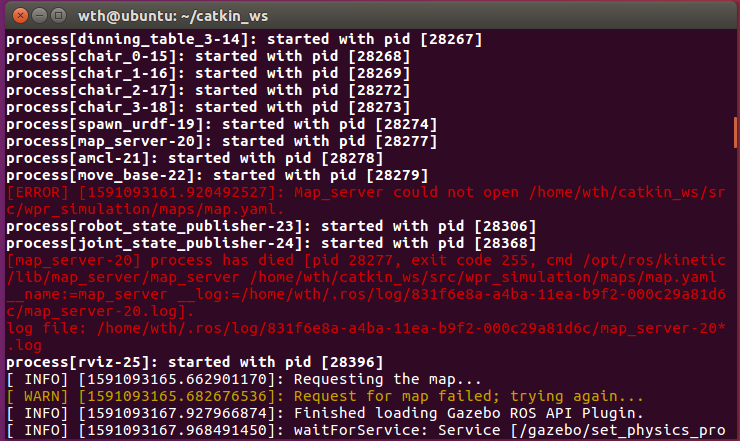 wth@ubuntu: ~/catkin_ws
process[dinning_table_3-14]: started with pid [28267]
process[chair_0-15]: started with pid [28268]
process[chair_1-16]: started with pid [28269]
process[chair_2-17]: started with pid [28272]
process[chair_3-18]: started with pid [28273]
process[spawn_urdf-19]: started with pid [28274]
process[map_server-20]: started with pid [28277]
process[amcl-21]: started with pid [28278]
process[move_base-22]: started with pid [28279]
[ERROR] [1591093161.920492527]: Map_server could not open /home/wth/catkin_ws/sr
c/wpr_simulation/maps/map.yaml.
process[robot_state_publisher-23]: started with pid [28306]
process[joint_state_publisher-24]: started with pid [28368]
[map_server-20] process has died [pid 28277, exit code 255, cmd /opt/ros/kinetic
/lib/map_server/map_server /home/wth/catkin_ws/src/wpr_simulation/maps/map.yaml
__name:=map_server __log:=/home/wth/.ros/log/831f6e8a-a4ba-11ea-b9f2-000c29a81d6
c/map_server-20.log].
log file: /home/wth/.ros/log/831f6e8a-a4ba-11ea-b9f2-000c29a81d6c/map_server-20*
.log
process[rviz-25]: started with pid [28396]
[ INFO] [1591093165.662901170]: Requesting the map...
[ WARN] [1591093165.682676536]: Request for map failed; trying again...
[ INFO] [1591093167.927966874]: Finished loading Gazebo ROS API Plugin.
[ INFO] [1591093167.968491450]: waitForService: Service [/gazebo/set_physics_pro